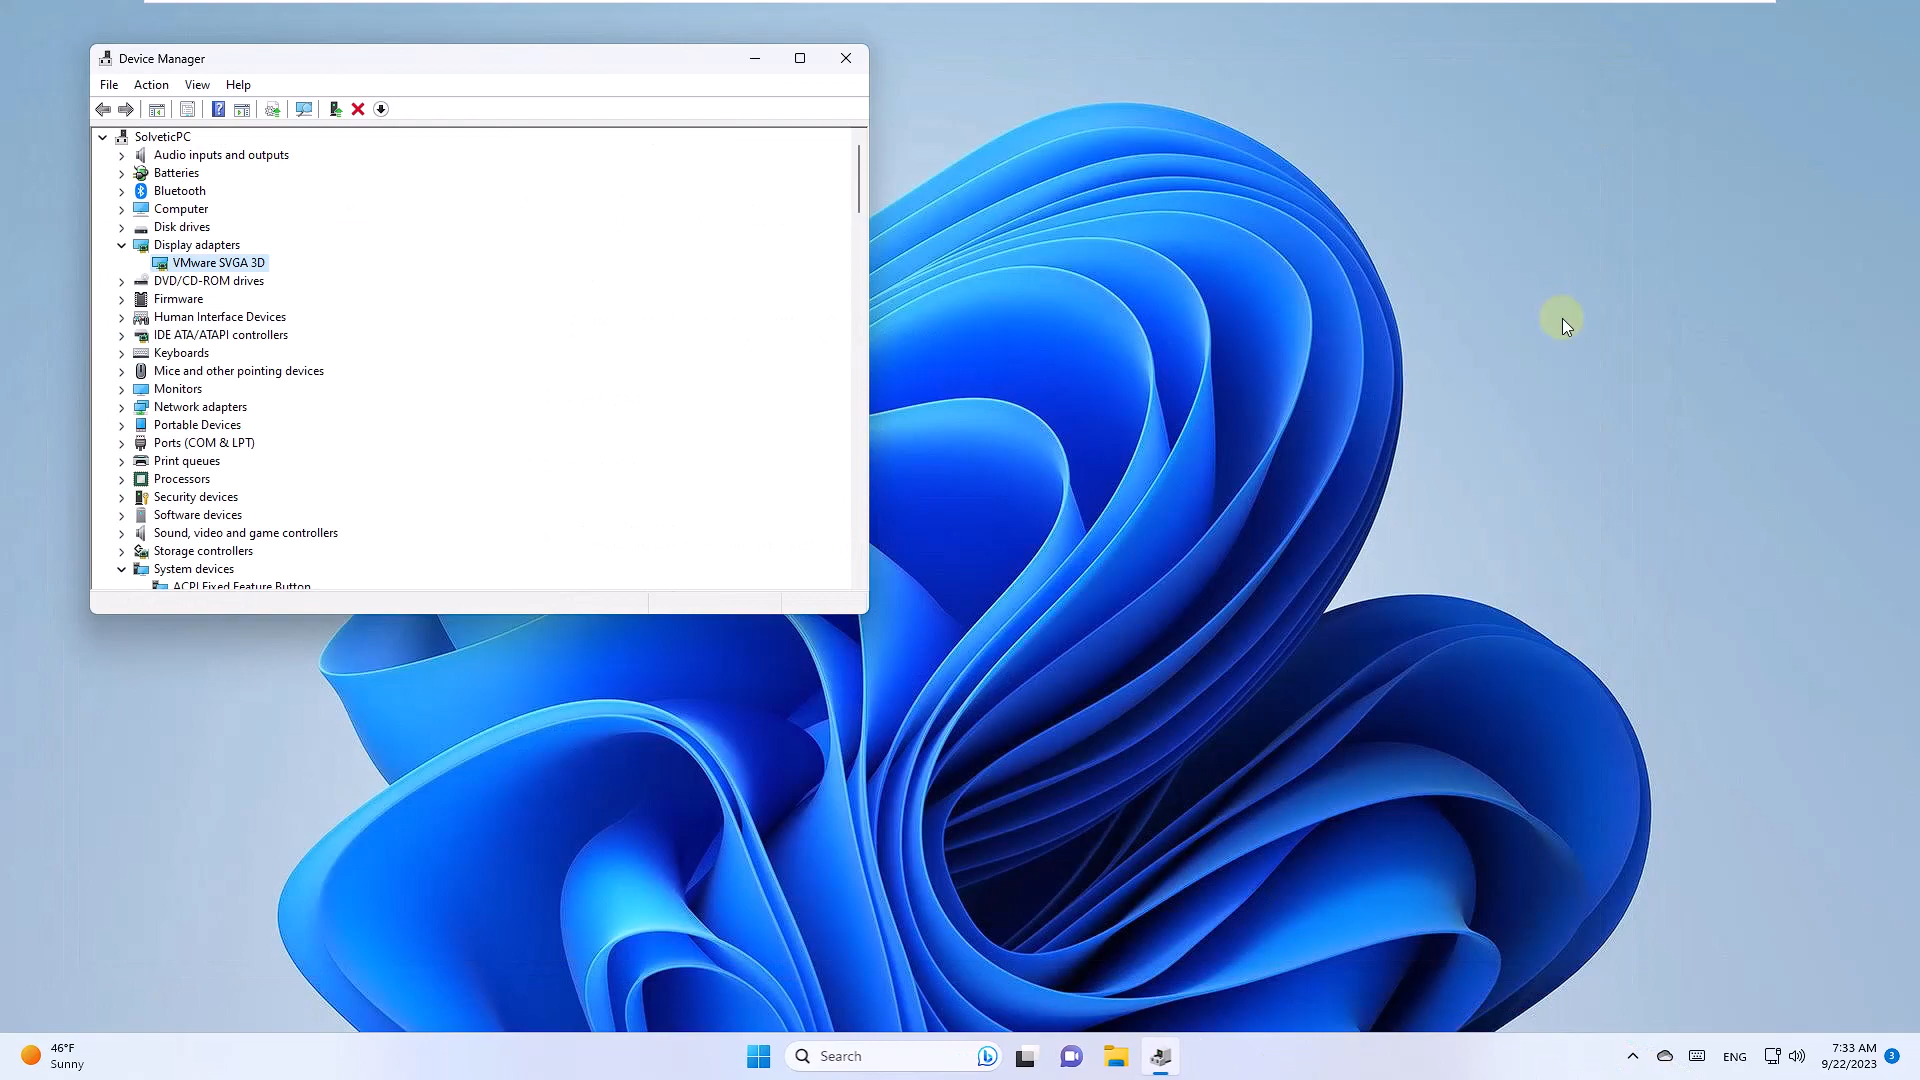 Device Manager
File Action View Help
SolveticPC
Audio inputs and outputs
Batteries
Bluetooth
Computer
Disk drives
Display adapters
VMware SVGA 3D
DVD/CD-ROM drives
Firmware
Human Interface Devices
IDE ATA/ATAPI controllers
Keyboards
Mice and other pointing devices
Monitors
Network adapters
Portable Devices
Ports (COM & LPT)
Print queues
Processors
Security devices
Software devices
Sound, video and game controllers
Storage controllers
System devices
ACPI Fixed Feature Button
46°F
Sunny
Search
ENG
7:33 AM
9/22/2023
3